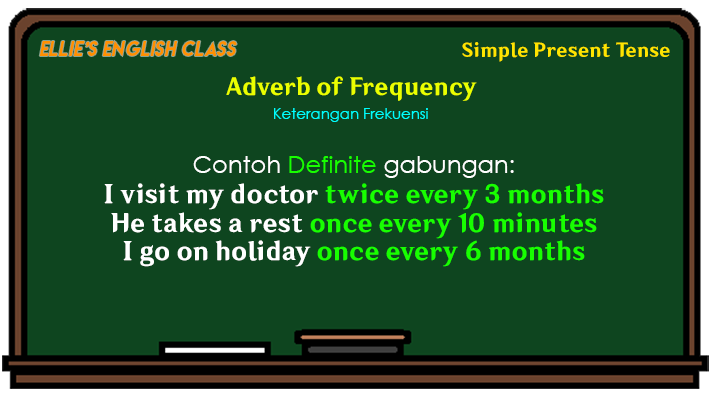 ELLIE'S ENGLISH CLASS
Simple Present Tense
Adverb of Frequency
Keterangan Frekuensi
Contoh Definite gabungan:
I visit my doctor twice every 3 months
He takes a rest once every 10 minutes
I go on holiday once every 6 months